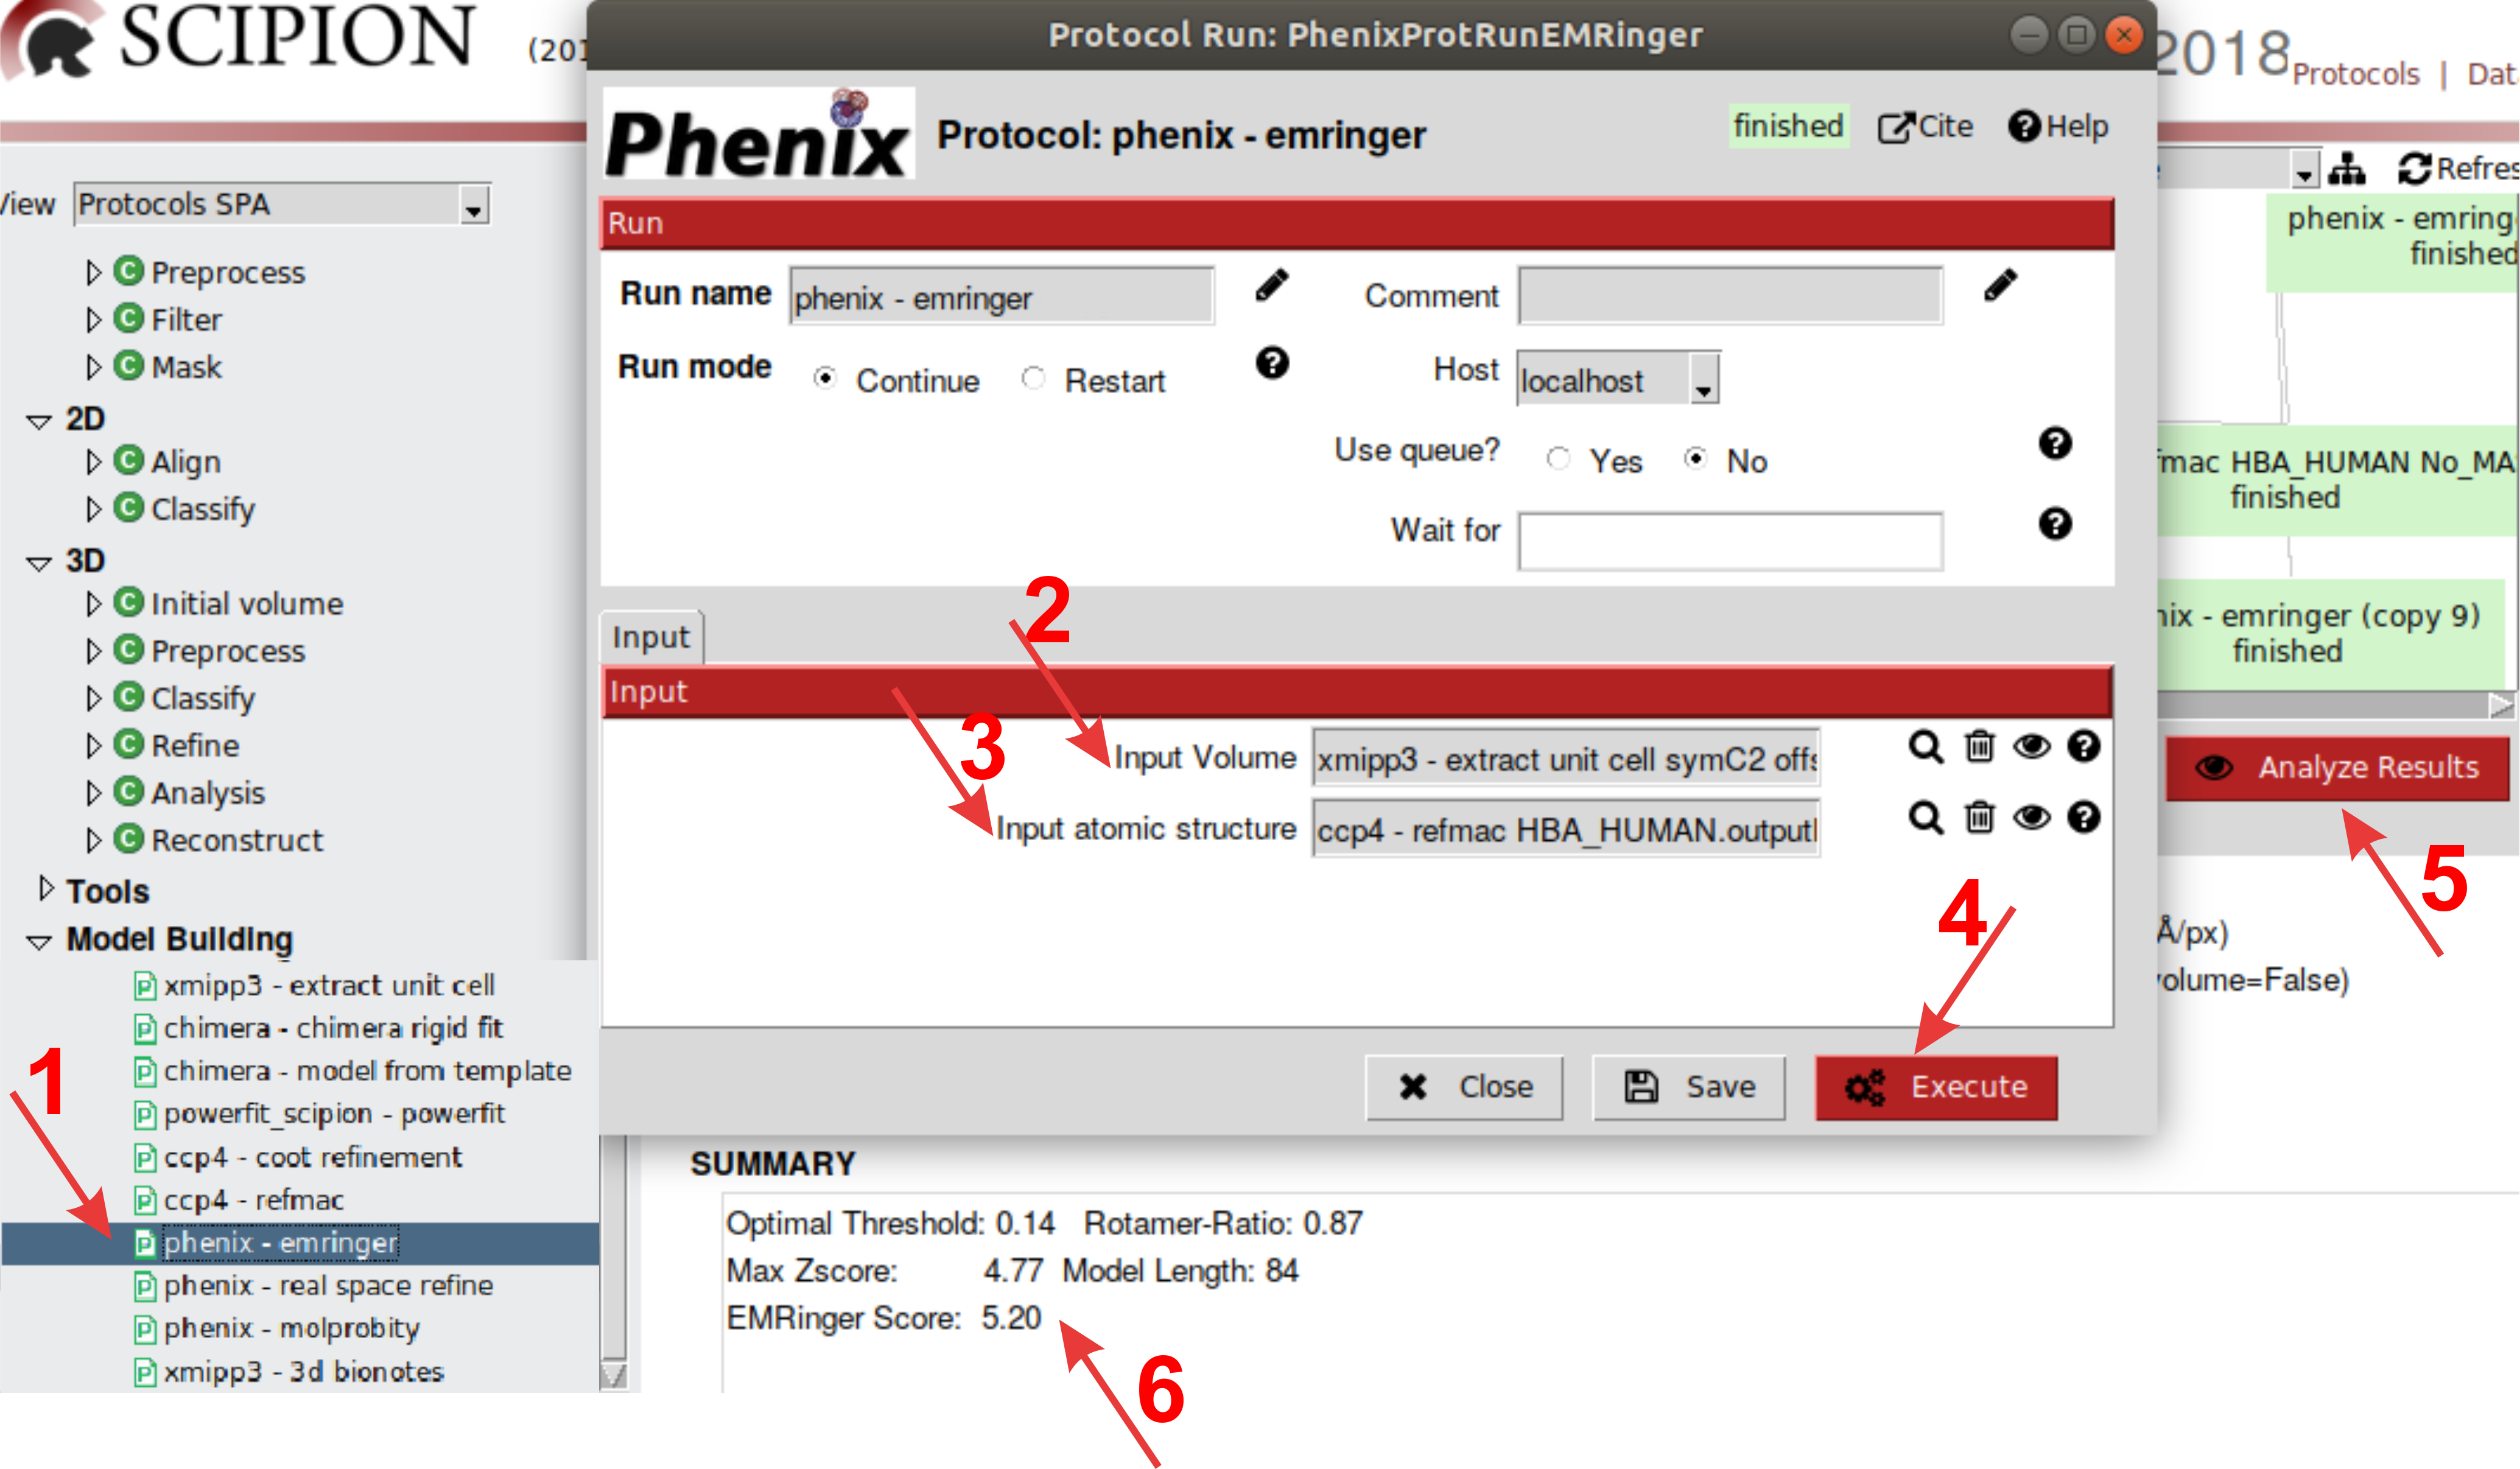 SCIPION
(201
Protocol Run: PhenixProtRunEMRinger
2018
Protocols | Dat
Phenix
Protocol: phenix - emringer
finished
Cite
Help
View
Protocols SPA
Preprocess
Filter
Mask
2D
Align
Classify
3D
Initial volume
Preprocess
Classify
Refine
Analysis
Reconstruct
Tools
Model Building
xmipp3 - extract unit cell
chimera - chimera rigid fit
chimera - model from template
powerfit_scipion - powerfit
ccp4 - coot refinement
ccp4 - refmac
phenix - emringer
phenix - real space refine
phenix - molprobity
xmipp3 - 3d bionotes
1
Run
Run name phenix - emringer Comment
Run mode Continue Restart Host localhost
Use queue? Yes No
Wait for
2
Input
Input
3
Input Volume xmipp3 - extract unit cell symC2 offs
Input atomic structure ccp4 - refmac HBA_HUMAN.output
4
Close Save Execute
Refres
phenix - emring
finished
fmac HBA_HUMAN No_MA
finished
nix - emringer (copy 9)
finished
Analyze Results
5
Å/px)
volume=False)
SUMMARY
Optimal Threshold: 0.14 Rotamer-Ratio: 0.87
Max Zscore: 4.77 Model Length: 84
EMRinger Score: 5.20
6